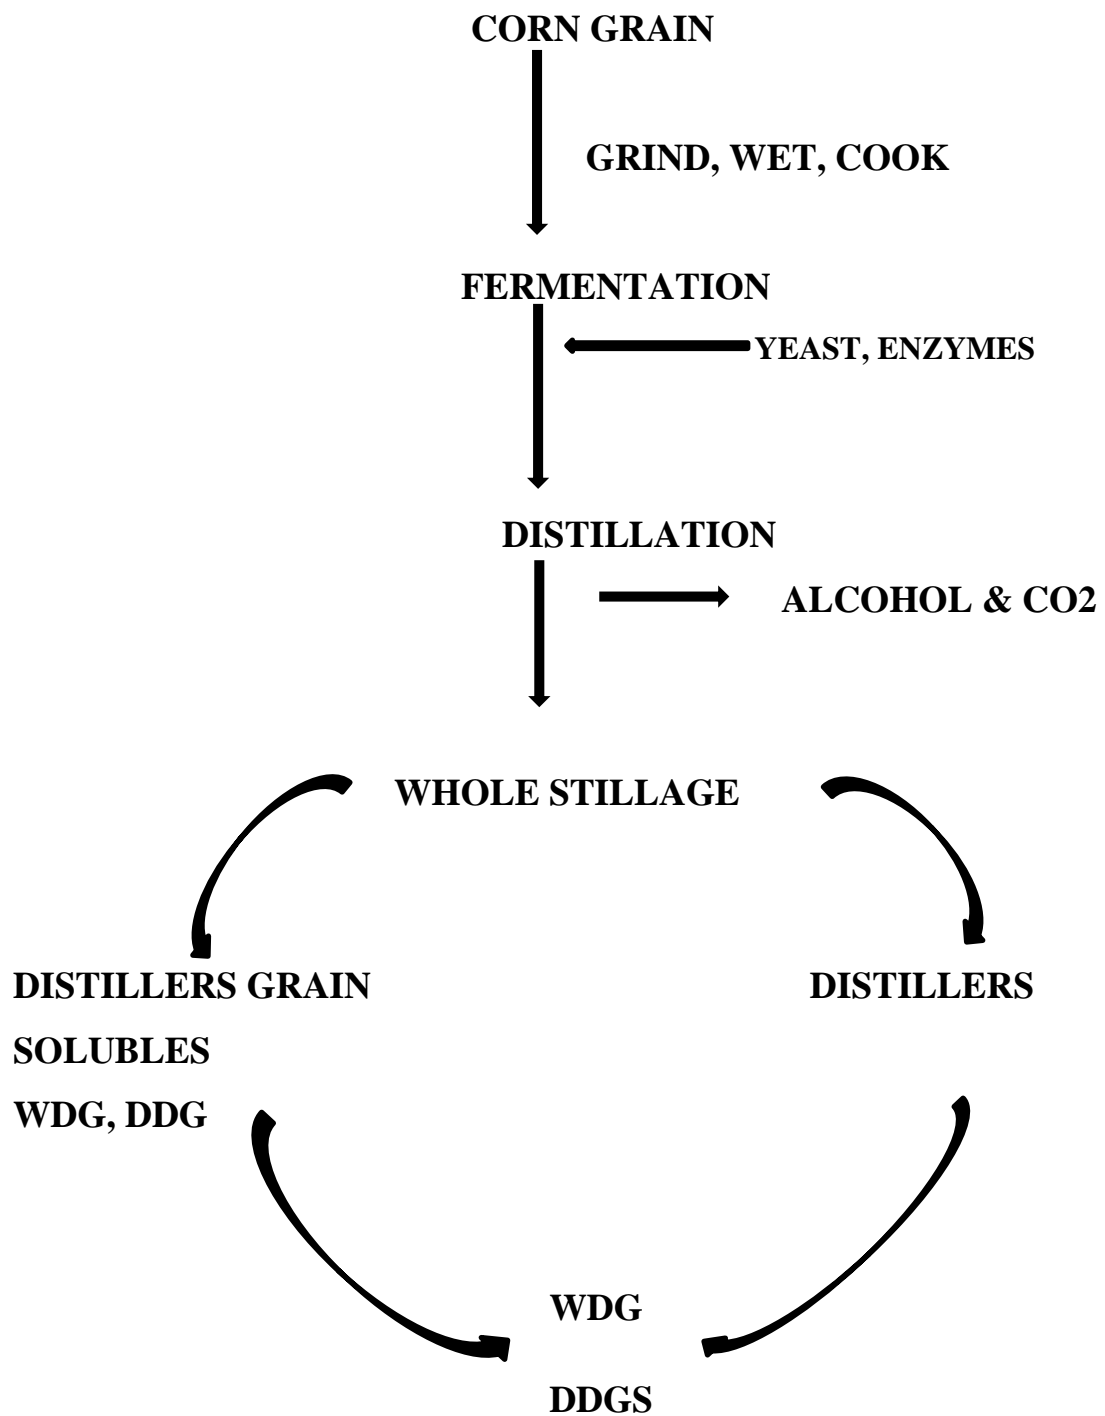 CORN GRAIN
GRIND, WET, COOK
FERMENTATION
YEAST, ENZYMES
DISTILLATION
ALCOHOL & CO2
WHOLE STILLAGE
DISTILLERS GRAIN
DISTILLERS
SOLUBLES
WDG, DDG
WDG
DDGS